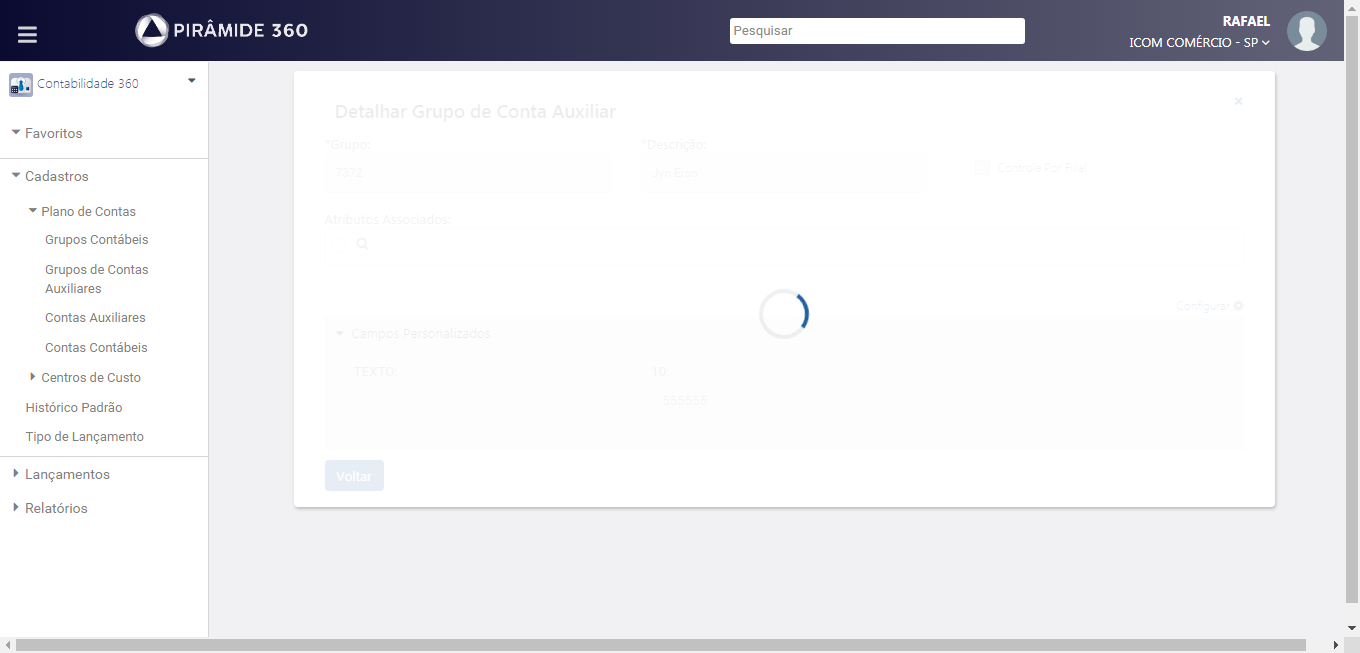 PIRÂMIDE 360
Pesquisar
RAFAEL
ICOM COMÉRCIO - SP
Contabilidade 360
Favoritos
Cadastros
Plano de Contas
Grupos Contábeis
Grupos de Contas
Auxiliares
Contas Auxiliares
Contas Contábeis
Centros de Custo
Histórico Padrão
Tipo de Lançamento
Lançamentos
Relatórios
Detalhar Grupo de Conta Auxiliar
*Grupo:
*Descrição:
7372
Jyn Erso
Controle Por Filial
Atributos Associados:
Configurar
Campos Personalizados
TEXTO:
10:
555555
Voltar